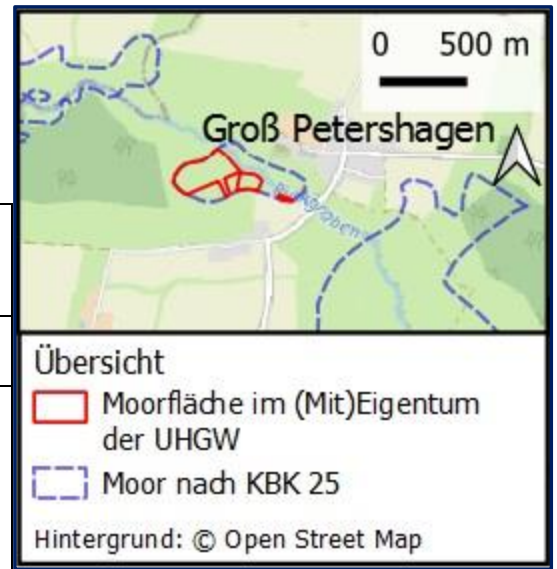 0 500 m
Groß Petershagen
graben
Übersicht
Moorfläche im (Mit)Eigentum
der UHGW
Moor nach KBK 25
Hintergrund: © Open Street Map